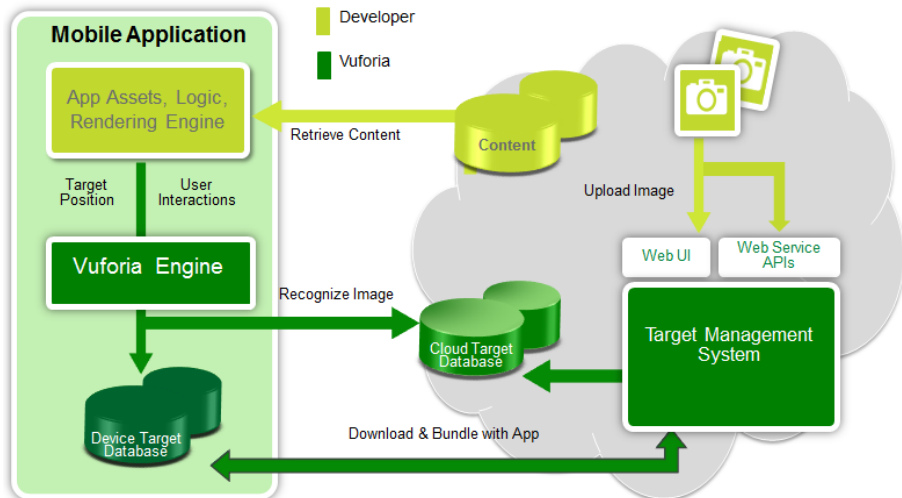 Developer
Vuforia
Mobile Application
App Assets, Logic,
Rendering Engine
Retrieve Content
Content
Upload Image
Target
Position
User
Interactions
Web UI
Web Service
APIs
Vuforia Engine
Recognize Image
Cloud Target
Database
Target Management
System
Device Target
Database
Download & Bundle with App